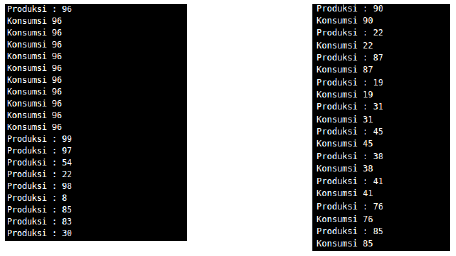 Produksi : 96
Konsumsi 96
Konsumsi 96
Konsumsi 96
Konsumsi 96
Konsumsi 96
Konsumsi 96
Konsumsi 96
Konsumsi 96
Konsumsi 96
Konsumsi 96
Produksi : 99
Produksi : 97
Produksi : 54
Produksi : 22
Produksi : 98
Produksi : 8
Produksi : 85
Produksi : 83
Produksi : 30
Produksi : 90
Konsumsi 90
Produksi : 22
Konsumsi 22
Produksi : 87
Konsumsi 87
Produksi : 19
Konsumsi 19
Produksi : 31
Konsumsi 31
Produksi : 45
Konsumsi 45
Produksi : 38
Konsumsi 38
Produksi : 41
Konsumsi 41
Produksi : 76
Konsumsi 76
Produksi : 85
Konsumsi 85